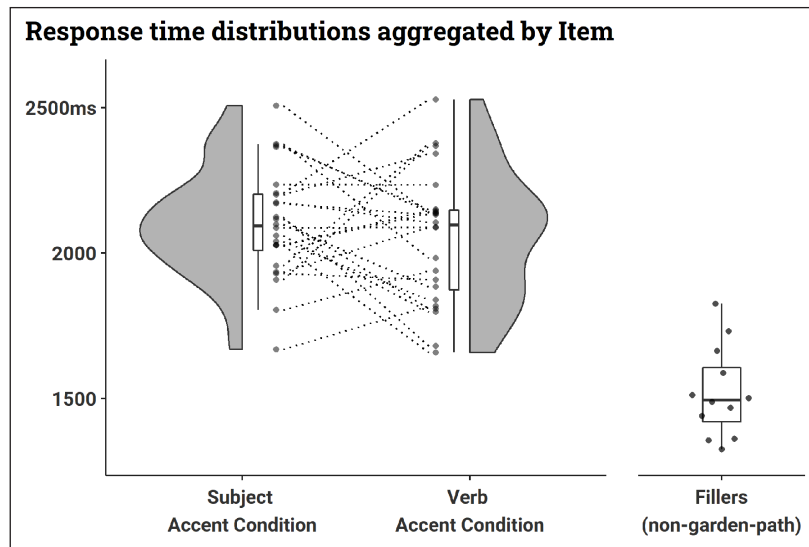 Response time distributions aggregated by Item
2500ms
2000
1500
Subject
Accent Condition
Verb
Accent Condition
Fillers
(non-garden-path)